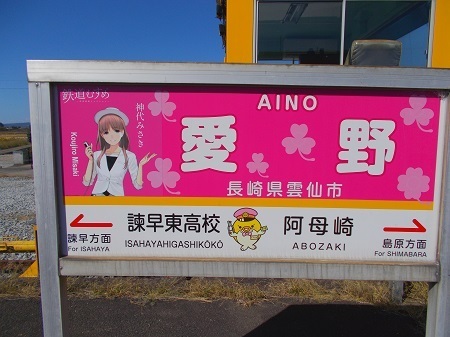 鉄道むすめ
神代みさき
Koujiro Misaki
AINO
愛野
長崎県雲仙市
諫早東高校
ISAHAYAHIGASHIKŌKŌ
阿母崎
ABOZAKI
諫早方面
For ISAHAYA
島原方面
For SHIMABARA